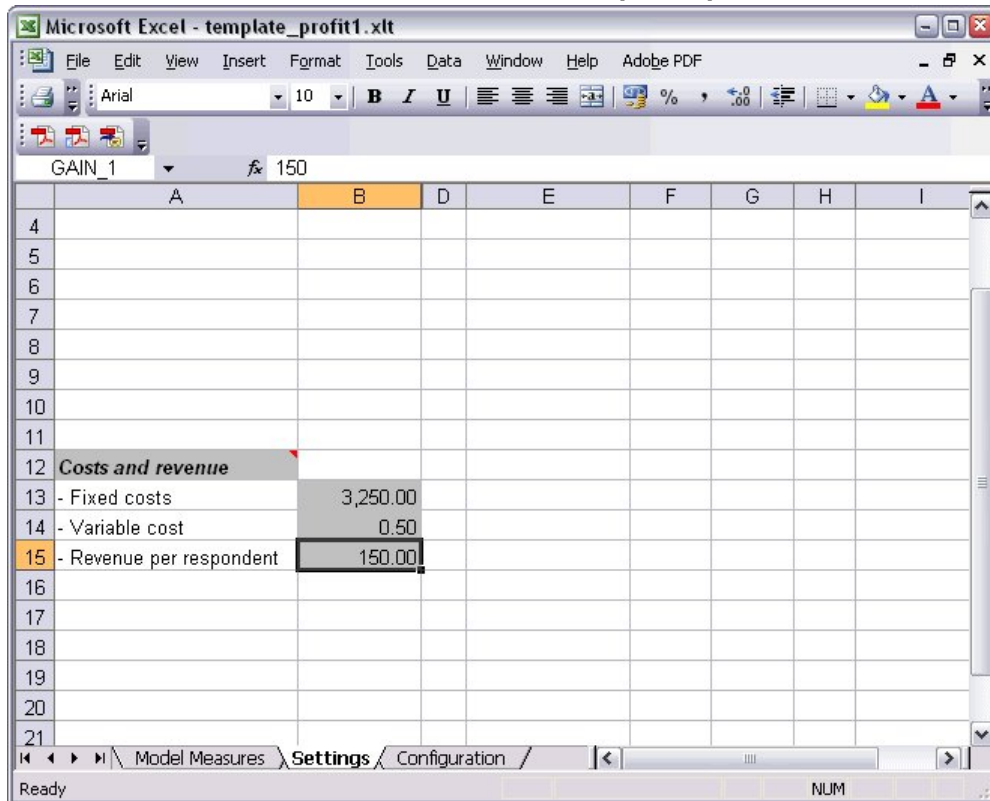 Microsoft Excel - template_profit1.xlt
File Edit View Insert Format Tools Data Window Help Adobe PDF
Arial 10 B I U % , A
GAIN_1 fx 150
A B D E F G H I
4
5
6
7
8
9
10
11
12 Costs and revenue
13 - Fixed costs 3,250.00
14 - Variable cost 0.50
15 - Revenue per respondent 150.00
16
17
18
19
20
21
Model Measures Settings Configuration
Ready NUM